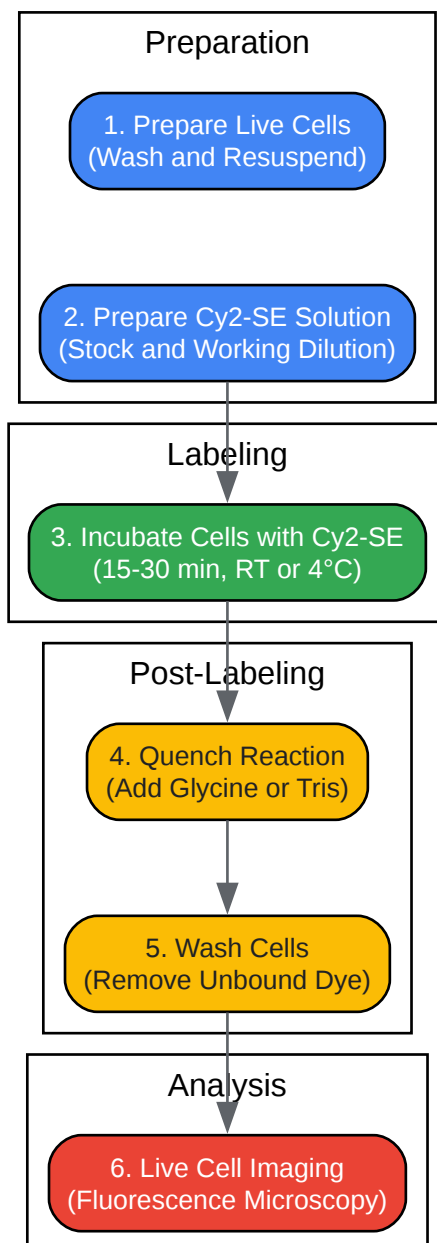 Preparation
1. Prepare Live Cells
(Wash and Resuspend)
2. Prepare Cy2-SE Solution
(Stock and Working Dilution)
Labeling
3. Incubate Cells with Cy2-SE
(15-30 min, RT or 4°C)
Post-Labeling
4. Quench Reaction
(Add Glycine or Tris)
5. Wash Cells
(Remove Unbound Dye)
Analysis
6. Live Cell Imaging
(Fluorescence Microscopy)